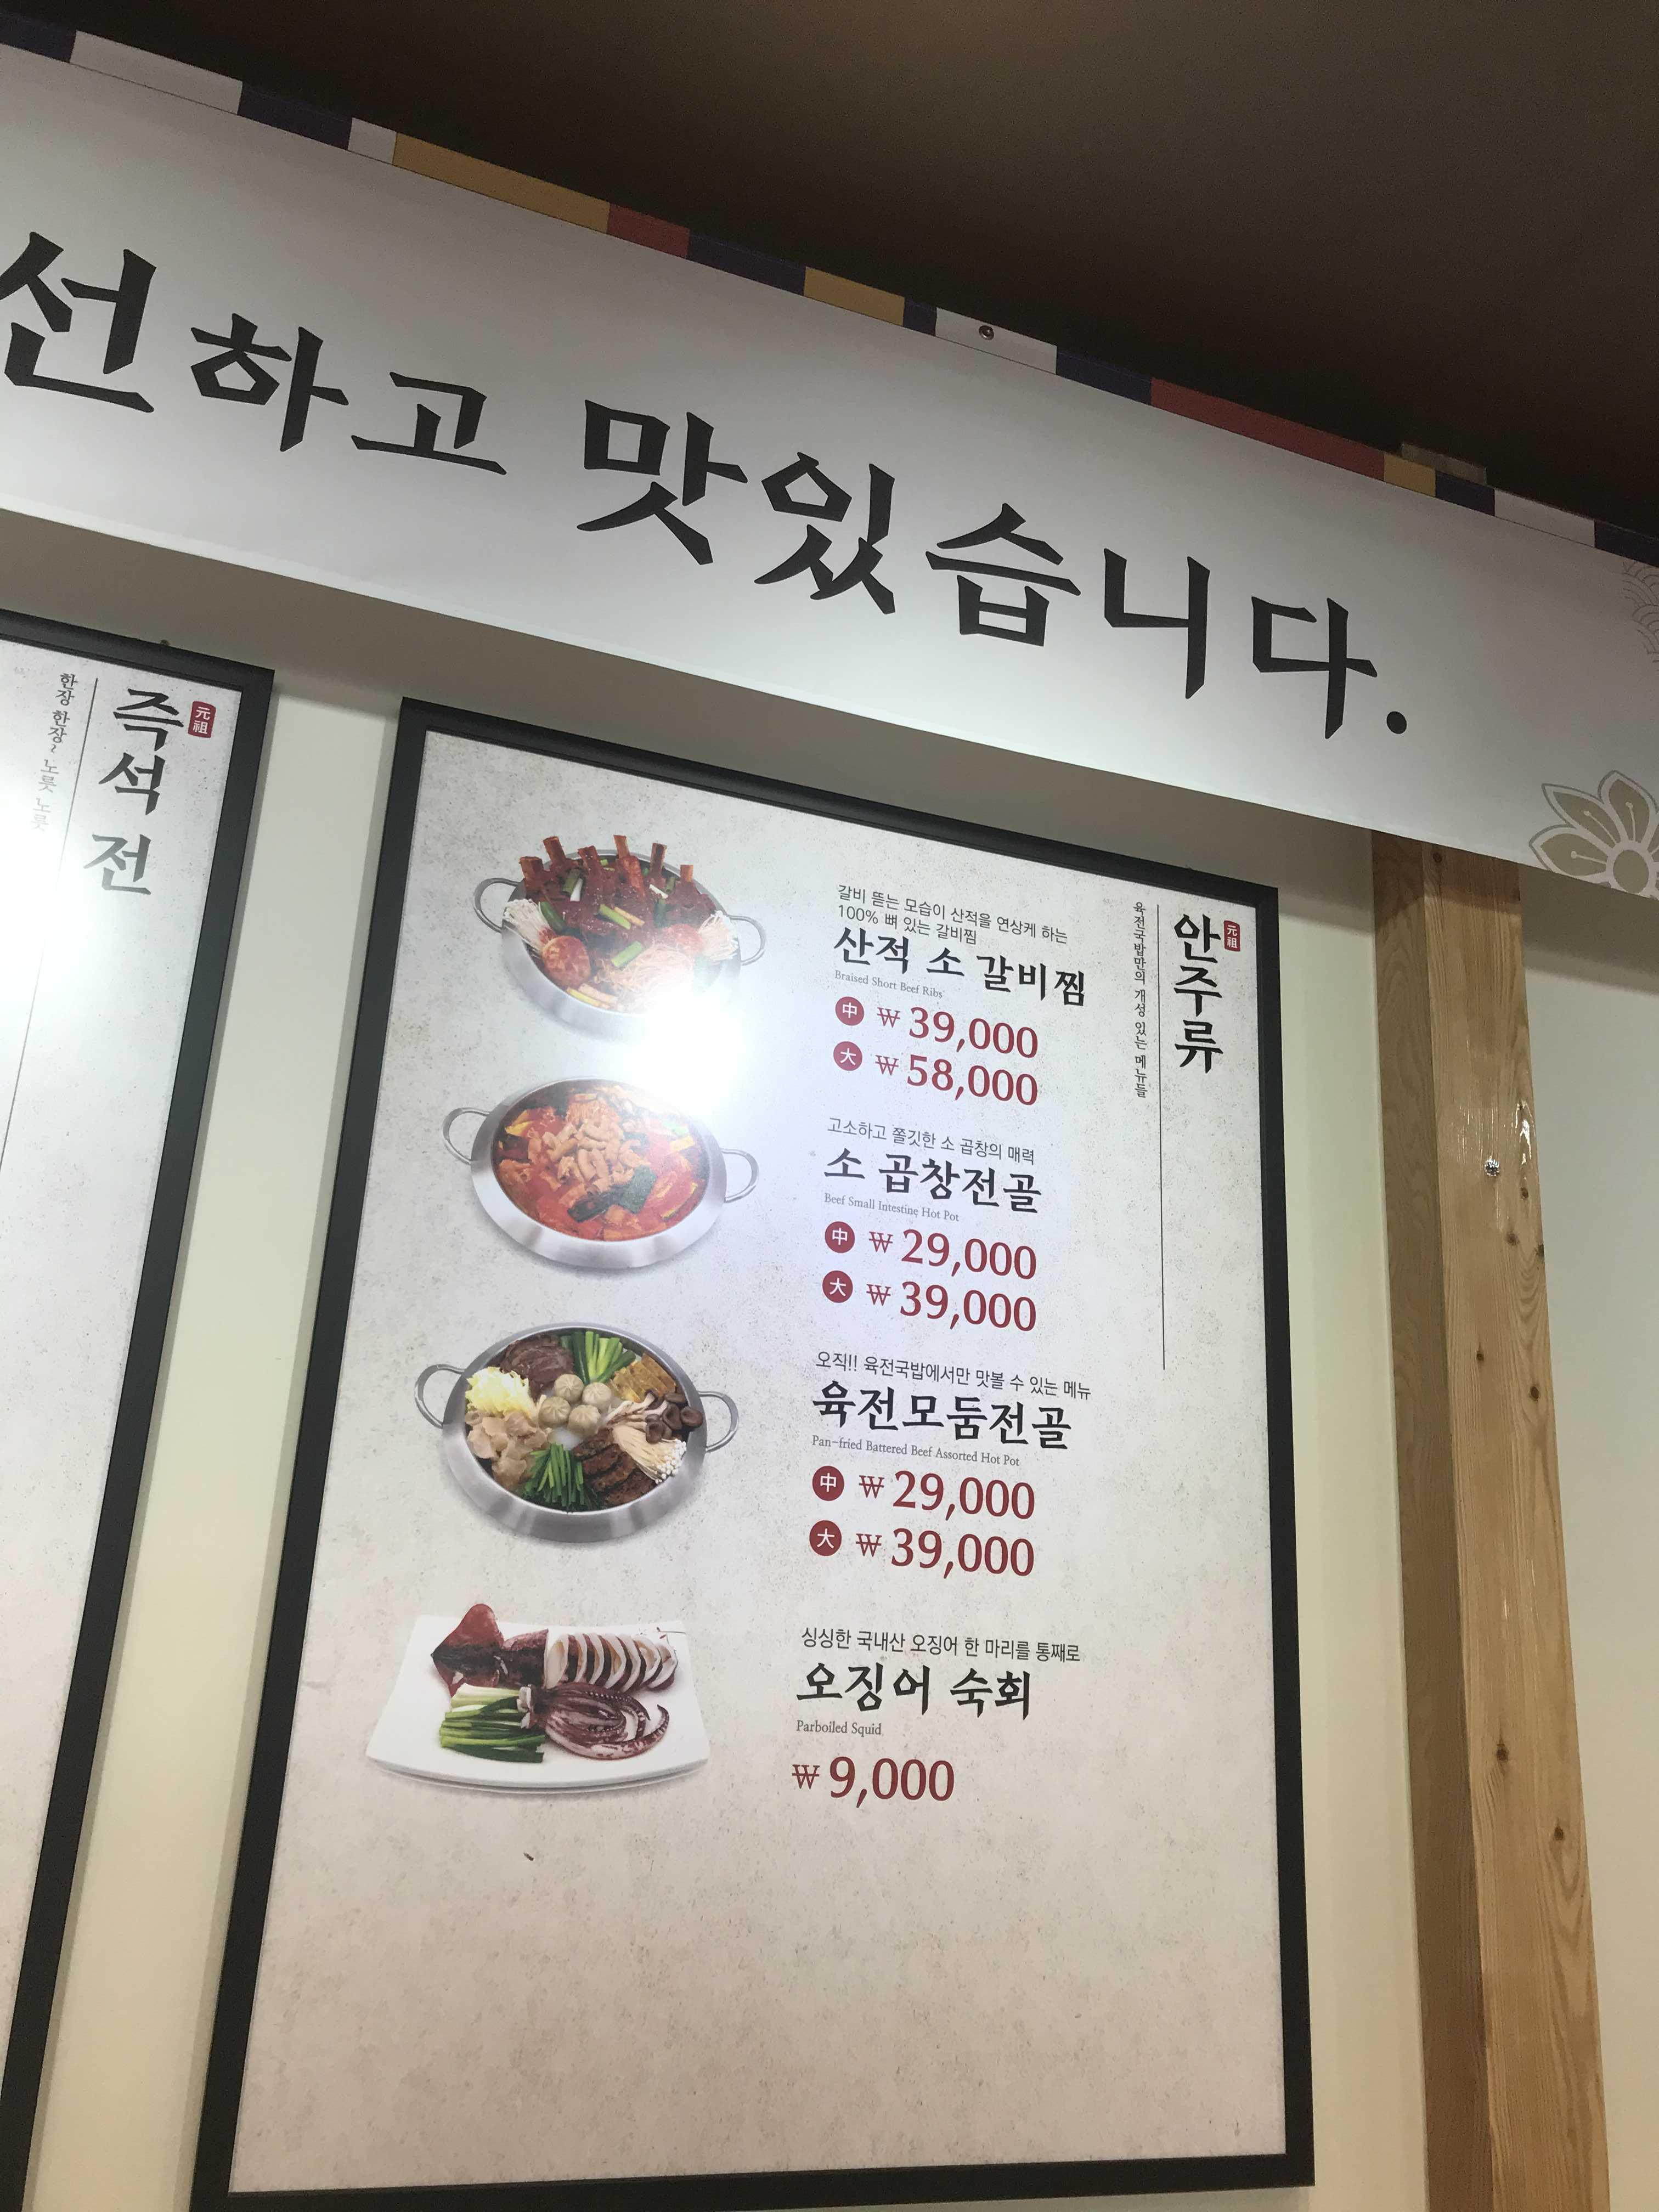 선하고 맛있습니다.
元祖
즉석 전
한장 한장~ 노릇 노릇
元祖
안주류
육전국밥만의 개성 있는 메뉴들
갈비 뜯는 모습이 산적을 연상케 하는
100% 뼈 있는 갈비찜
산적 소 갈비찜
Braised Short Beef Ribs
中 ₩39,000
大 ₩58,000
고소하고 쫄깃한 소 곱창의 매력
소 곱창전골
Beef Small Intestine Hot Pot
中 ₩29,000
大 ₩39,000
오직!! 육전국밥에서만 맛볼 수 있는 메뉴
육전모둠전골
Pan-fried Battered Beef Assorted Hot Pot
中 ₩29,000
大 ₩39,000
싱싱한 국내산 오징어 한 마리를 통째로
오징어 숙회
Parboiled Squid
₩9,000